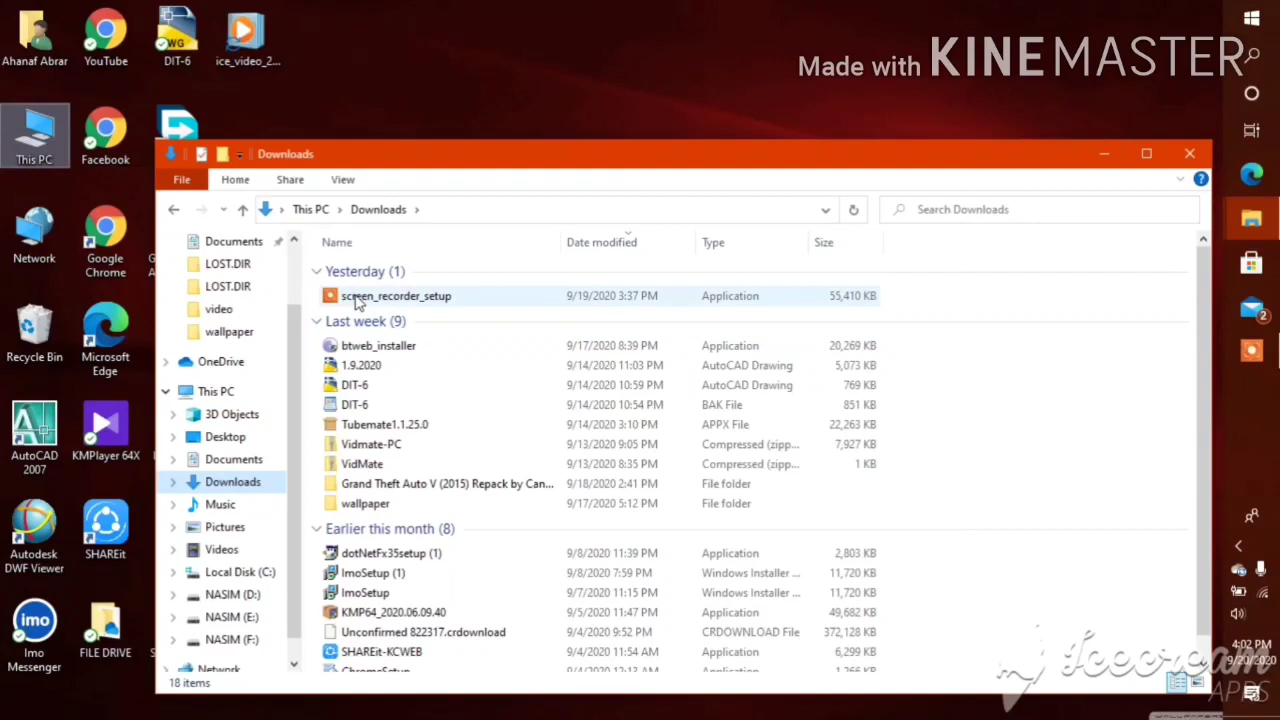 Made with KINEMASTER
Ahanaf Abrar
YouTube
DIT-6
ice_video_2...
This PC
Facebook
Network
Google
Chrome
Recycle Bin
Microsoft
Edge
AutoCAD
2007
KMPlayer 64X
Autodesk
DWF Viewer
SHAREit
imo
Imo
Messenger
FILE DRIVE
Downloads
File
Home
Share
View
This PC
Downloads
Search Downloads
Documents
LOST.DIR
LOST.DIR
video
wallpaper
OneDrive
This PC
3D Objects
Desktop
Documents
Downloads
Music
Pictures
Videos
Local Disk (C:)
NASIM (D:)
NASIM (E:)
NASIM (F:)
Network
Name Date modified Type Size
Yesterday (1)
screen_recorder_setup 9/19/2020 3:37 PM Application 55,410 KB
Last week (9)
btweb_installer 9/17/2020 8:39 PM Application 20,269 KB
1.9.2020 9/14/2020 11:03 PM AutoCAD Drawing 5,073 KB
DIT-6 9/14/2020 10:59 PM AutoCAD Drawing 769 KB
DIT-6 9/14/2020 10:54 PM BAK File 851 KB
Tubemate1.1.25.0 9/14/2020 3:10 PM APPX File 22,263 KB
Vidmate-PC 9/13/2020 9:05 PM Compressed (zipp... 7,927 KB
VidMate 9/13/2020 8:35 PM Compressed (zipp... 1 KB
Grand Theft Auto V (2015) Repack by Can... 9/18/2020 2:41 PM File folder
wallpaper 9/17/2020 5:12 PM File folder
Earlier this month (8)
dotNetFx35setup (1) 9/8/2020 11:39 PM Application 2,803 KB
ImoSetup (1) 9/8/2020 7:59 PM Windows Installer ... 11,720 KB
ImoSetup 9/7/2020 11:15 PM Windows Installer ... 11,720 KB
KMP64_2020.06.09.40 9/5/2020 11:47 PM Application 49,682 KB
Unconfirmed 822317.crdownload 9/4/2020 9:52 PM CRDOWNLOAD File 372,128 KB
SHAREit-KCWEB 9/4/2020 11:54 AM Application 6,299 KB
ChromeSetup 9/4/2020 12:13 AM Application 1,266 KB
18 items
2
4:02 PM
9/20/2020
Icecream
APPS